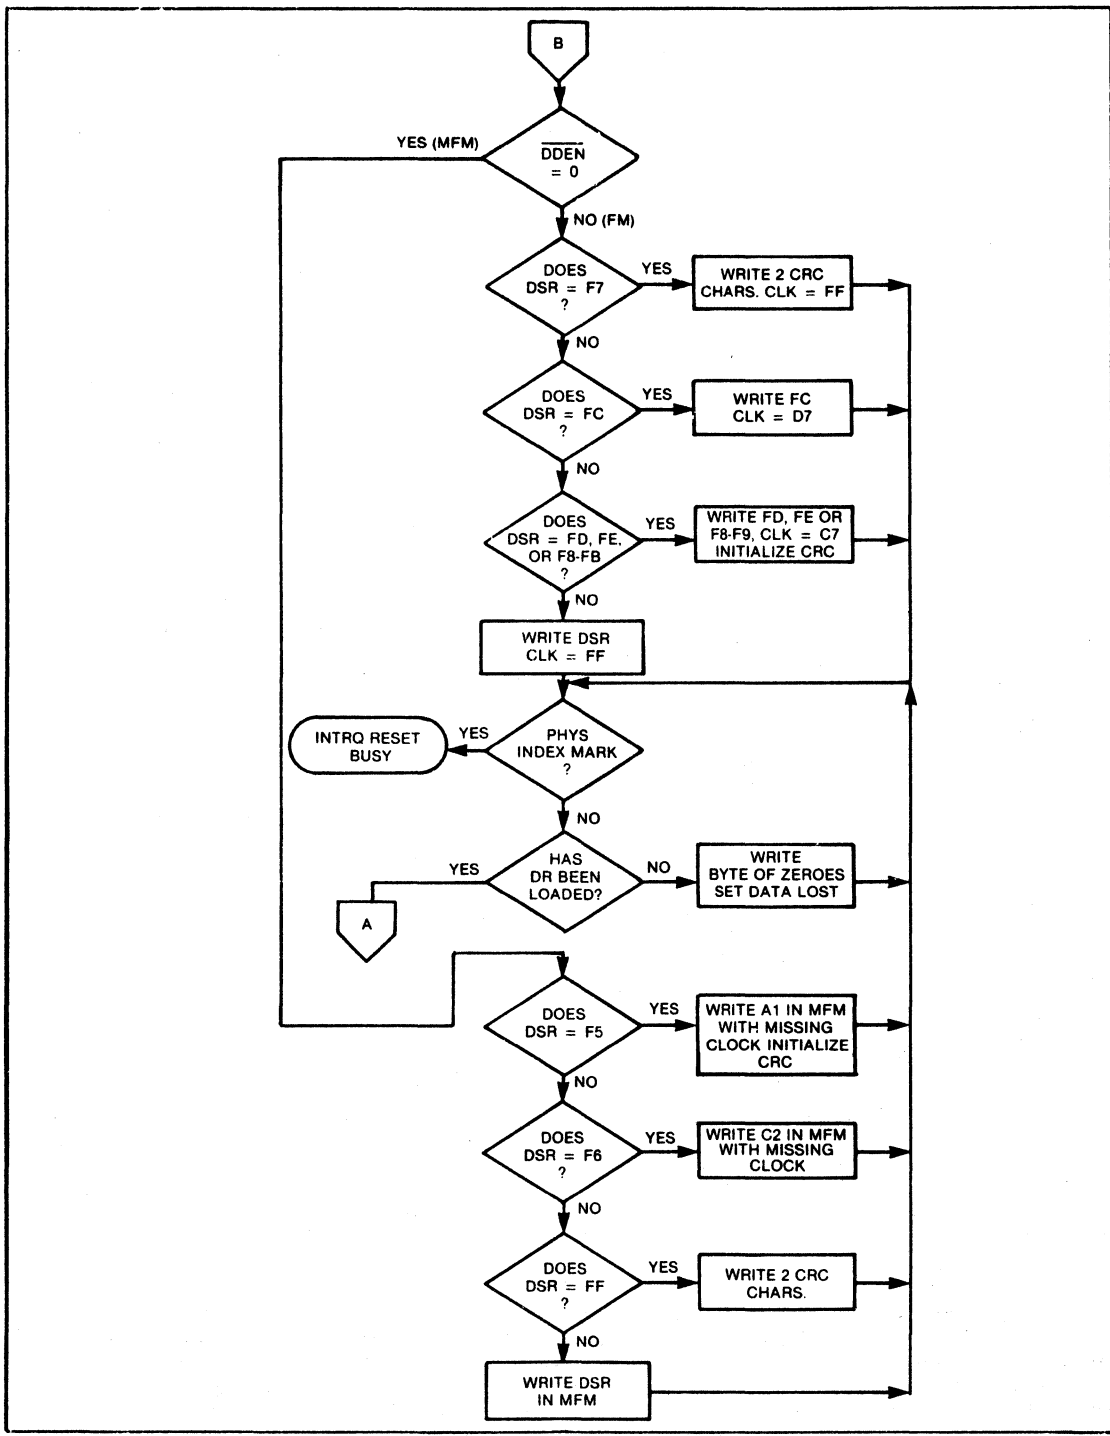 B
YES (MFM)
DDEN
= 0
NO (FM)
DOES
DSR = F7
?
YES
WRITE 2 CRC
CHARS. CLK = FF
NO
DOES
DSR = FC
?
YES
WRITE FC
CLK = D7
NO
DOES
DSR = FD, FE,
OR F8-FB
?
YES
WRITE FD, FE OR
F8-F9, CLK = C7
INITIALIZE CRC
NO
WRITE DSR
CLK = FF
PHYS
INDEX MARK
?
YES
INTRQ RESET
BUSY
NO
HAS
DR BEEN
LOADED?
YES
A
NO
WRITE
BYTE OF ZEROES
SET DATA LOST
DOES
DSR = F5
YES
WRITE A1 IN MFM
WITH MISSING
CLOCK INITIALIZE
CRC
NO
DOES
DSR = F6
?
YES
WRITE C2 IN MFM
WITH MISSING
CLOCK
NO
DOES
DSR = FF
?
YES
WRITE 2 CRC
CHARS.
NO
WRITE DSR
IN MFM